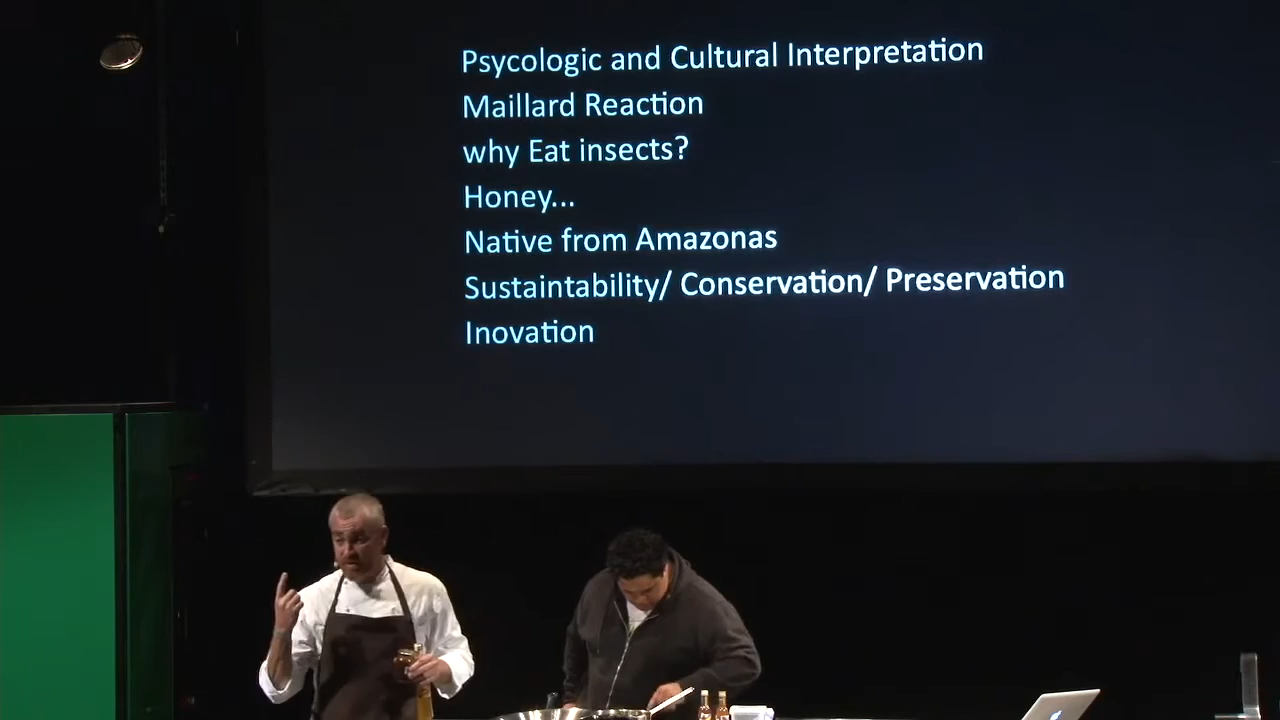 Psycologic and Cultural Interpretation
Maillard Reaction
why Eat insects?
Honey...
Native from Amazonas
Sustaintability/ Conservation/ Preservation
Inovation